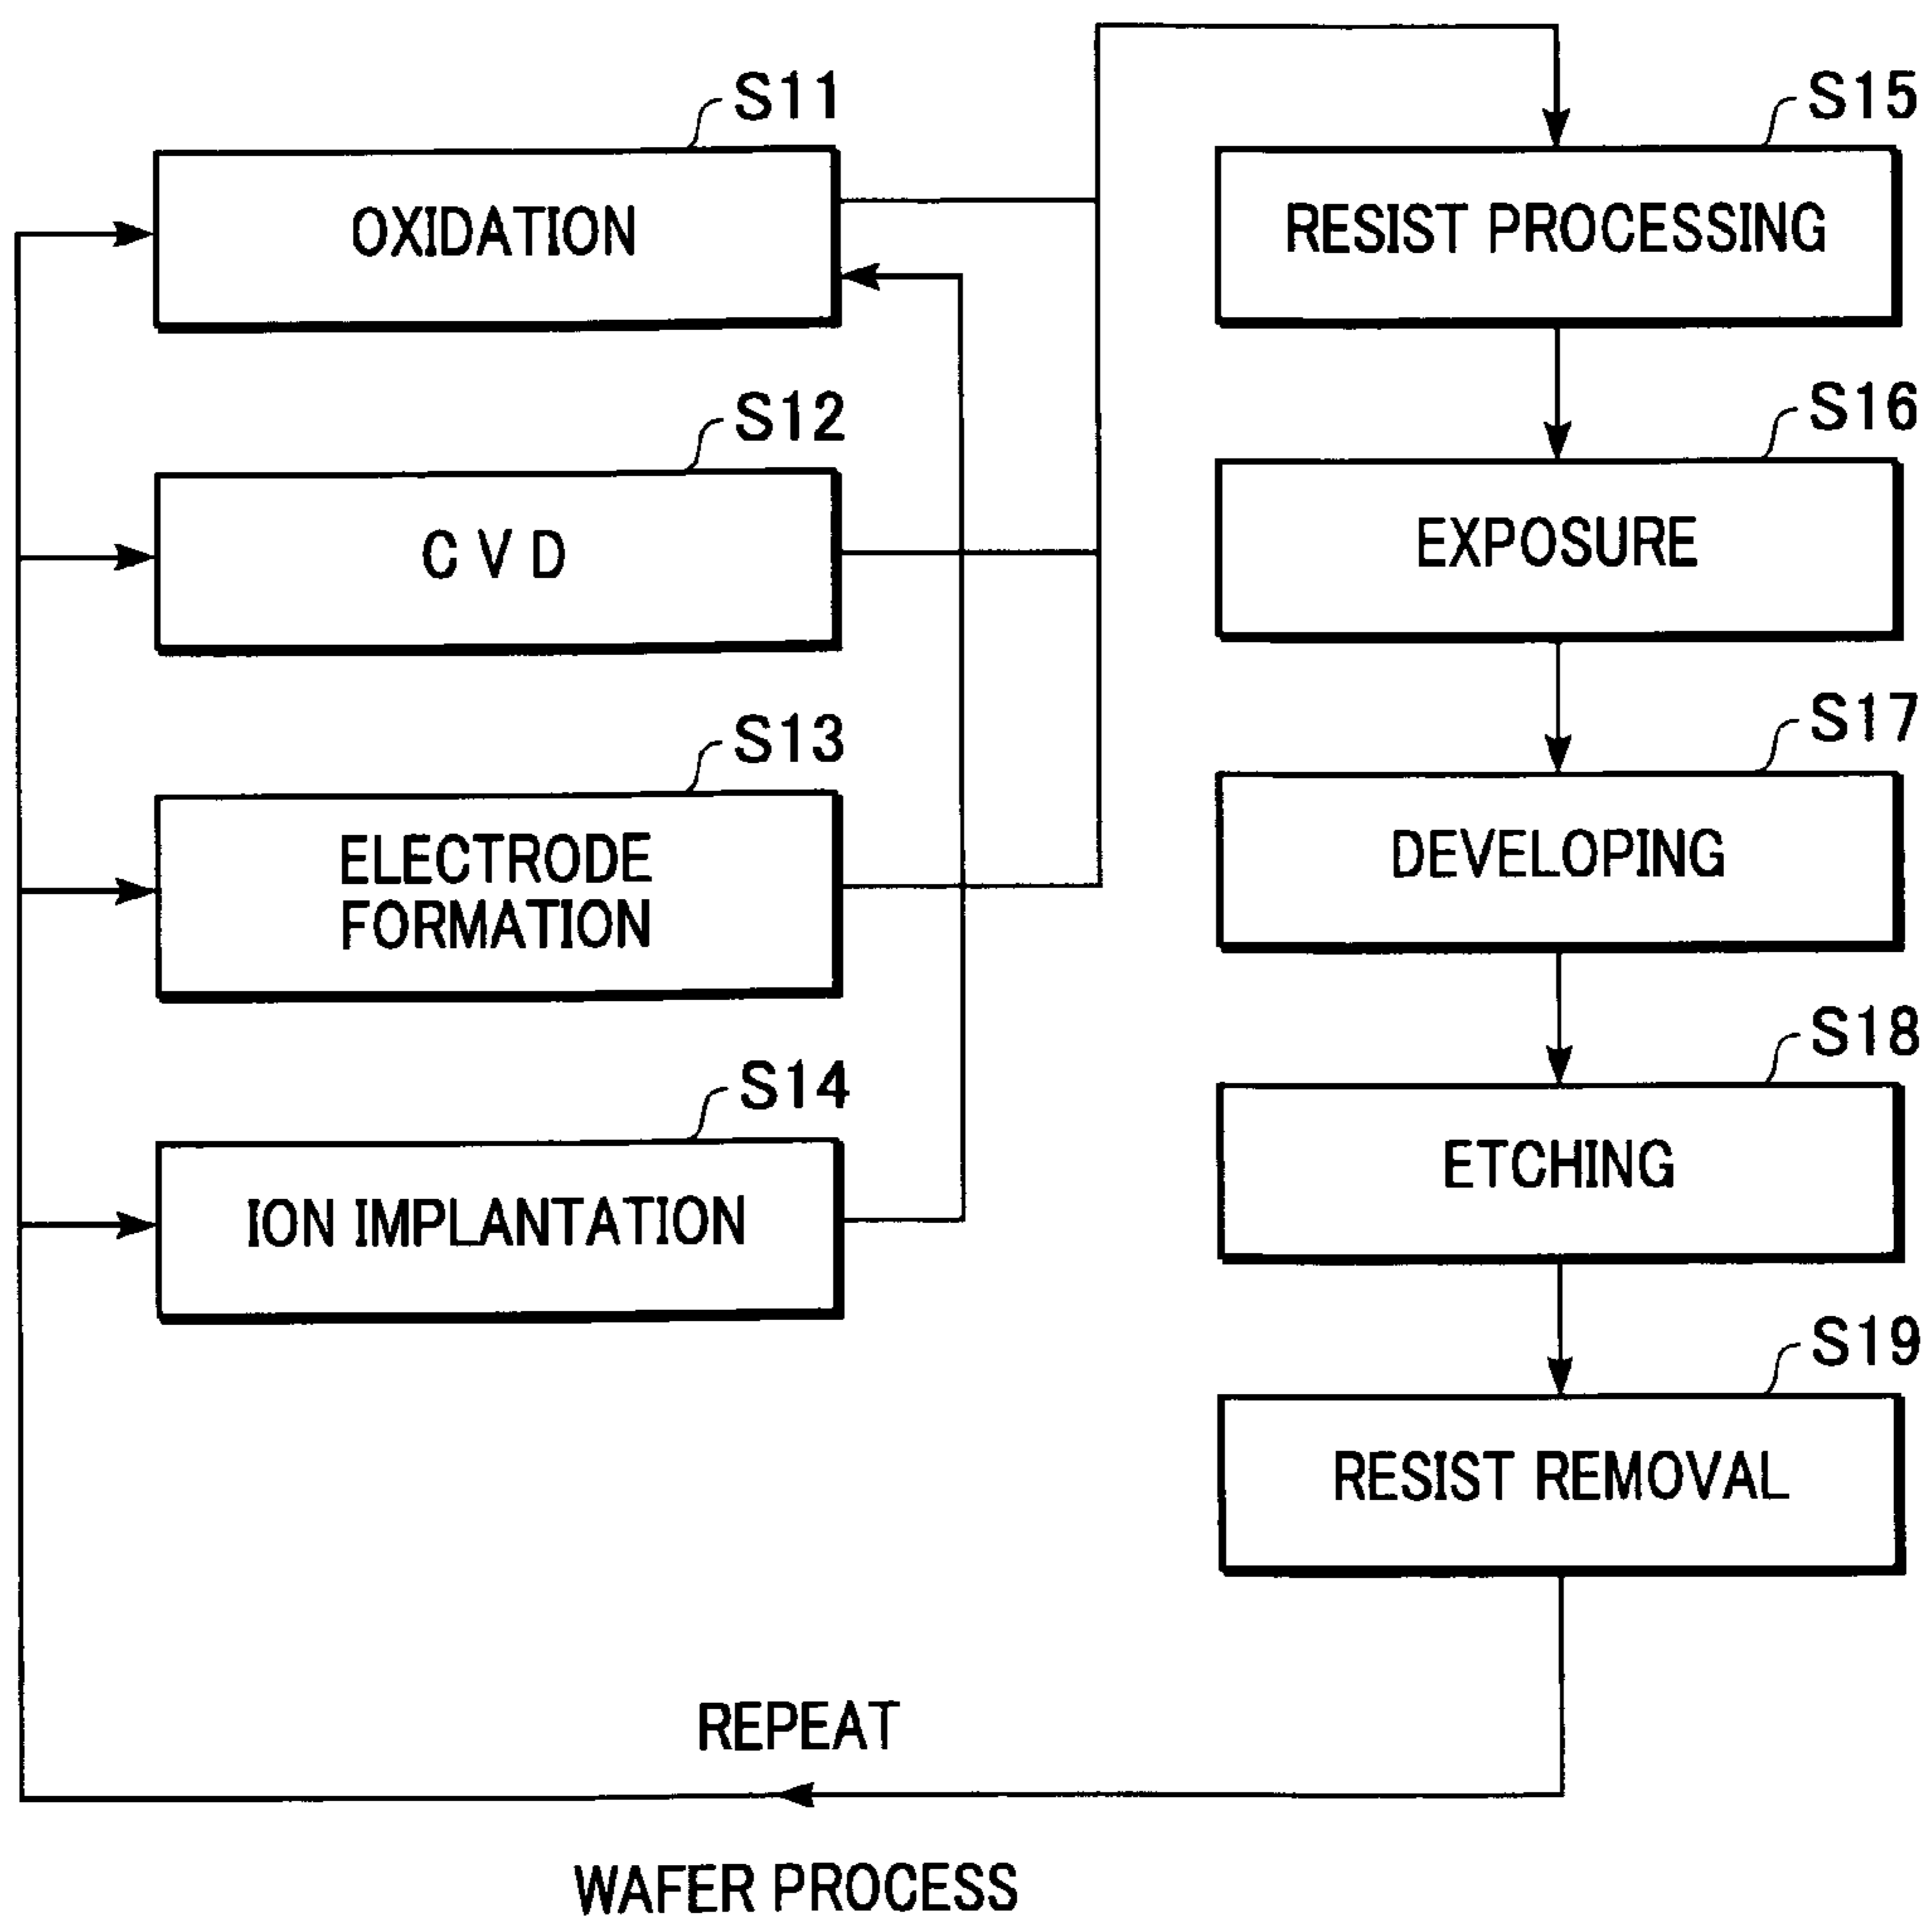 S11
OXIDATION
S12
C V D
S13
ELECTRODE
FORMATION
S14
ION IMPLANTATION
S15
RESIST PROCESSING
S16
EXPOSURE
S17
DEVELOPING
S18
ETCHING
S19
RESIST REMOVAL
REPEAT
WAFER PROCESS